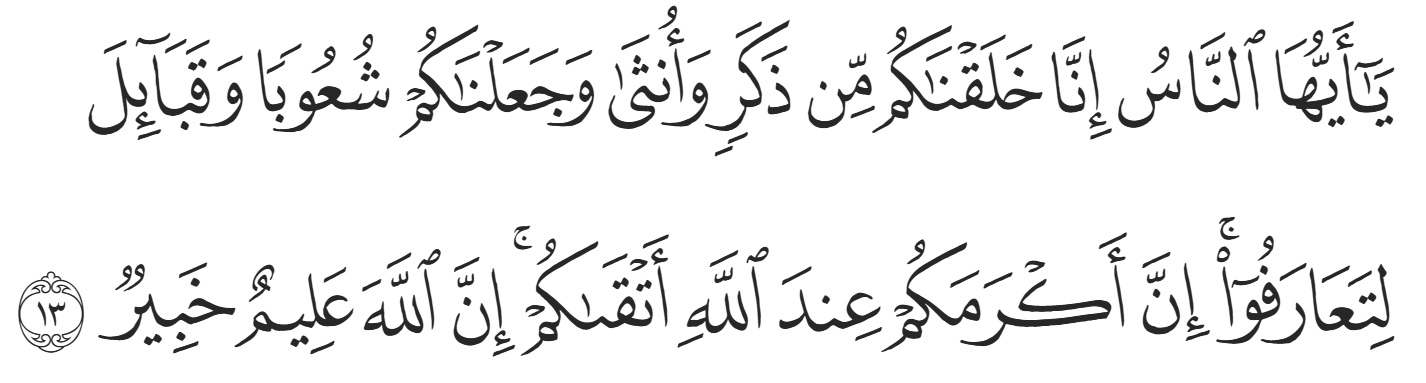 يَٰٓأَيُّهَا ٱلنَّاسُ إِنَّا خَلَقۡنَٰكُم مِّن ذَكَرٖ وَأُنثَىٰ وَجَعَلۡنَٰكُمۡ شُعُوبٗا وَقَبَآئِلَ
لِتَعَارَفُوٓاْۚ إِنَّ أَكۡرَمَكُمۡ عِندَ ٱللَّهِ أَتۡقَىٰكُمۡۚ إِنَّ ٱللَّهَ عَلِيمٌ خَبِيرٞ ١٣